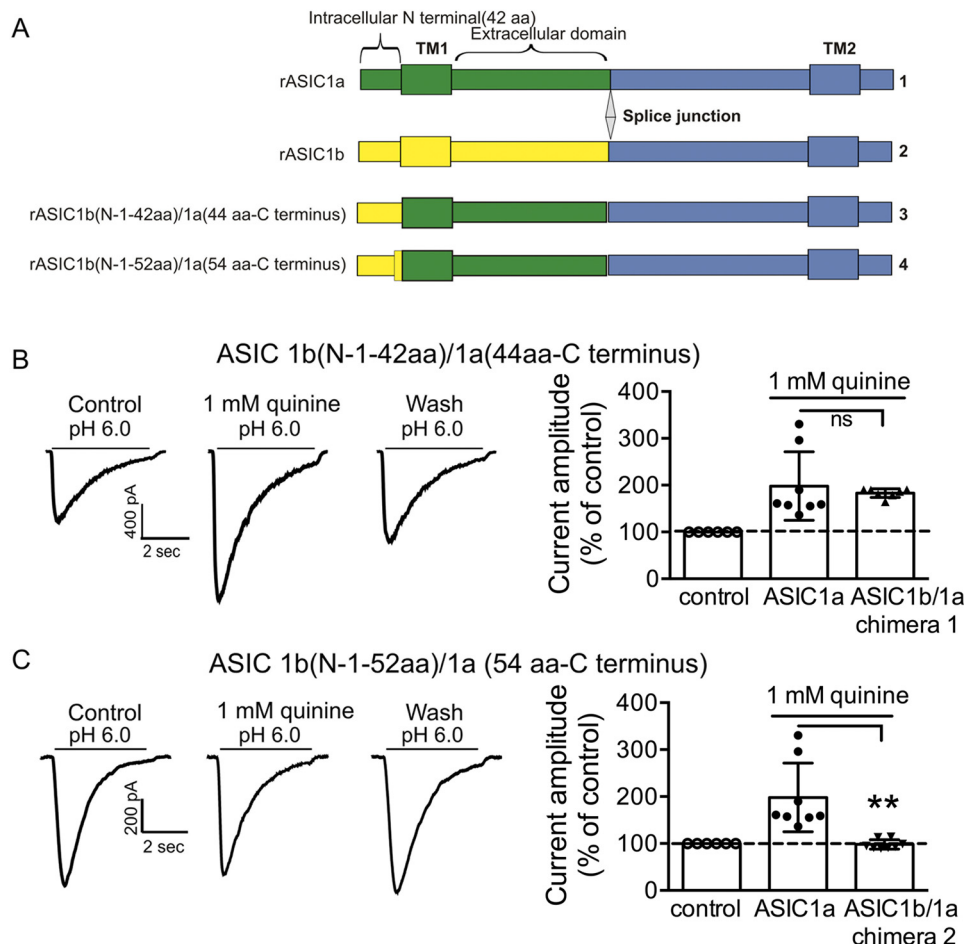 A
Intracellular N terminal(42 aa)
Extracellular domain
TM1
TM2
rASIC1a
1
Splice junction
rASIC1b
2
rASIC1b(N-1-42aa)/1a(44 aa-C terminus)
3
rASIC1b(N-1-52aa)/1a(54 aa-C terminus)
4
B
ASIC 1b(N-1-42aa)/1a(44aa-C terminus)
Control
pH 6.0
1 mM quinine
pH 6.0
Wash
pH 6.0
400 pA
2 sec
Current amplitude
(% of control)
400
300
200
100
0
1 mM quinine
ns
control
ASIC1a
ASIC1b/1a
chimera 1
C
ASIC 1b(N-1-52aa)/1a (54 aa-C terminus)
Control
pH 6.0
1 mM quinine
pH 6.0
Wash
pH 6.0
200 pA
2 sec
Current amplitude
(% of control)
400
300
200
100
0
1 mM quinine
**
control
ASIC1a
ASIC1b/1a
chimera 2